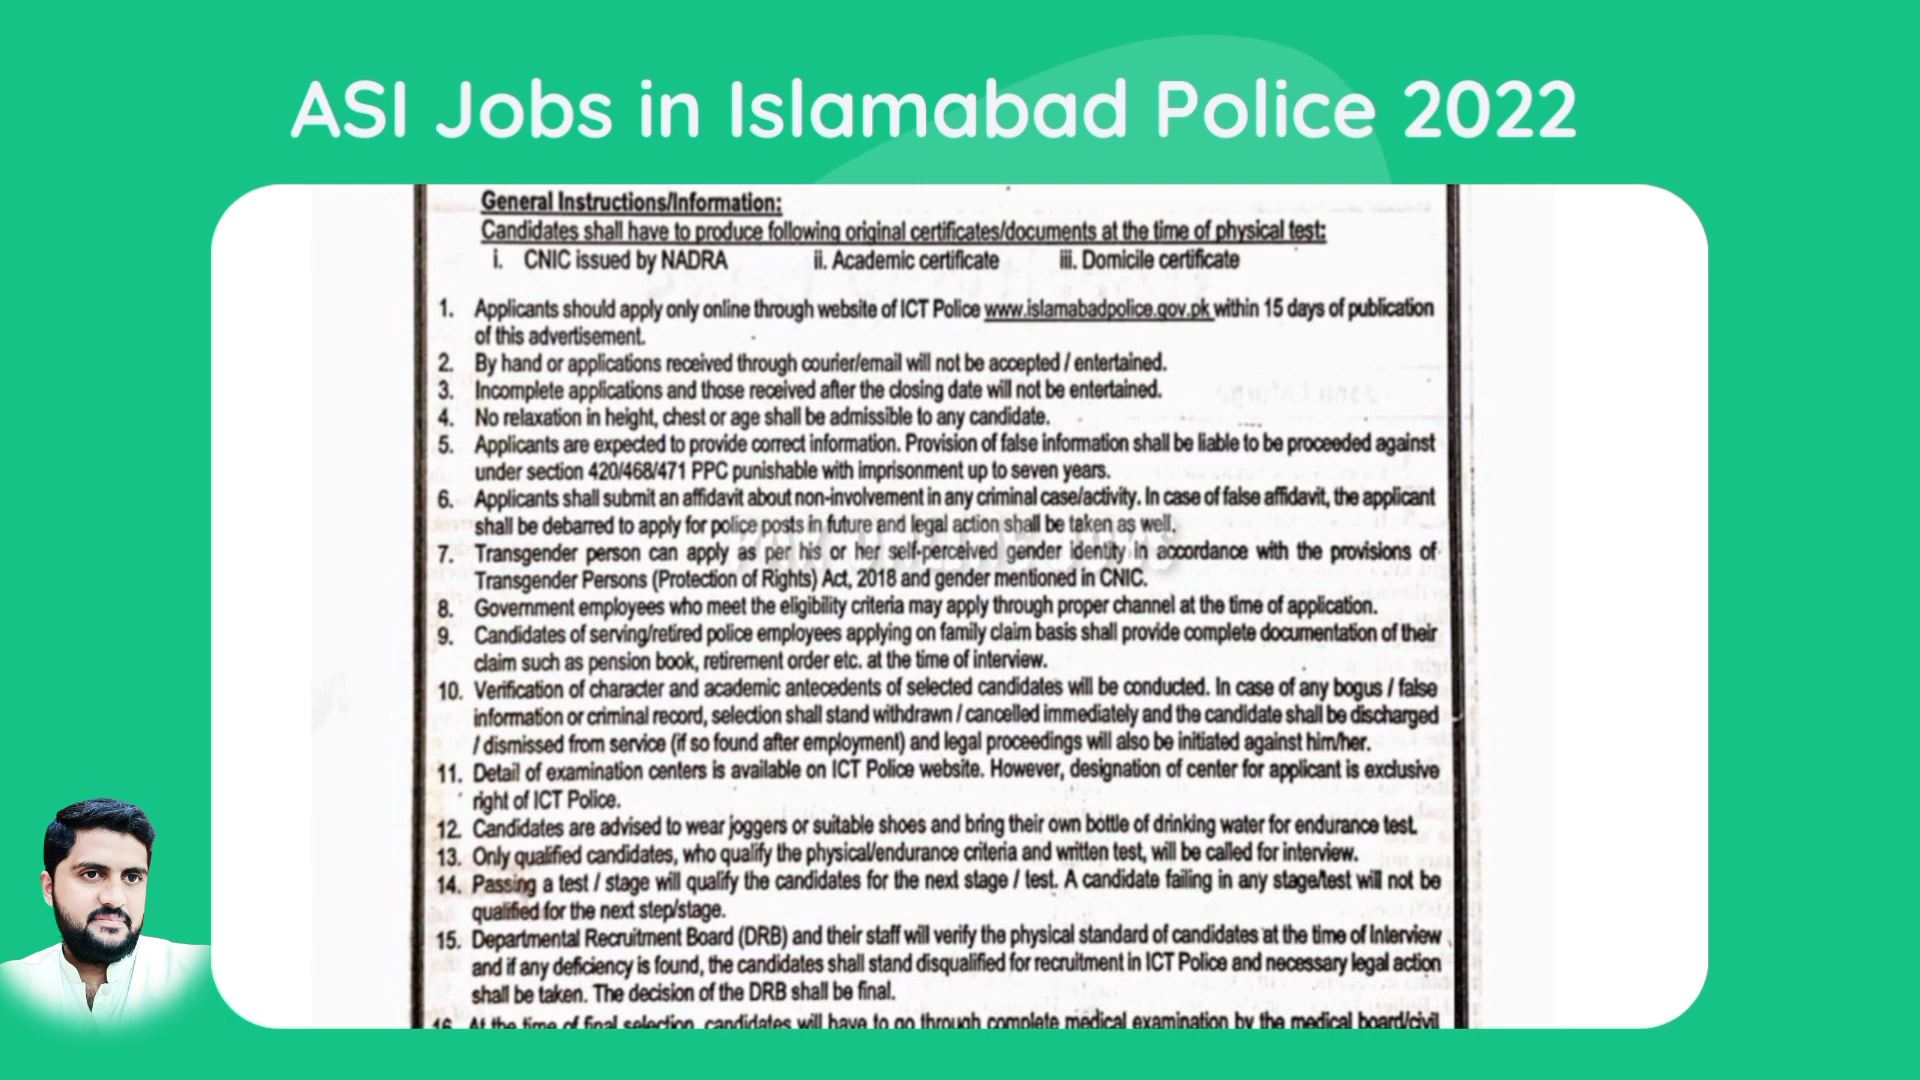 ASI Jobs in Islamabad Police 2022
General Instructions/Information:
Candidates shall have to produce following original certificates/documents at the time of physical test:
i. CNIC issued by NADRA ii. Academic certificate iii. Domicile certificate
1. Applicants should apply only online through website of ICT Police www.islamabadpolice.gov.pk within 15 days of publication
of this advertisement.
2. By hand or applications received through courier/email will not be accepted / entertained.
3. Incomplete applications and those received after the closing date will not be entertained.
4. No relaxation in height, chest or age shall be admissible to any candidate.
5. Applicants are expected to provide correct information. Provision of false information shall be liable to be proceeded against
under section 420/468/471 PPC punishable with imprisonment up to seven years.
6. Applicants shall submit an affidavit about non-involvement in any criminal case/activity. In case of false affidavit, the applicant
shall be debarred to apply for police posts in future and legal action shall be taken as well.
7. Transgender person can apply as per his or her self-perceived gender identity in accordance with the provisions of
Transgender Persons (Protection of Rights) Act, 2018 and gender mentioned in CNIC.
8. Government employees who meet the eligibility criteria may apply through proper channel at the time of application.
9. Candidates of serving/retired police employees applying on family claim basis shall provide complete documentation of their
claim such as pension book, retirement order etc. at the time of interview.
10. Verification of character and academic antecedents of selected candidates will be conducted. In case of any bogus / false
information or criminal record, selection shall stand withdrawn / cancelled immediately and the candidate shall be discharged
/ dismissed from service (if so found after employment) and legal proceedings will also be initiated against him/her.
11. Detail of examination centers is available on ICT Police website. However, designation of center for applicant is exclusive
right of ICT Police.
12. Candidates are advised to wear joggers or suitable shoes and bring their own bottle of drinking water for endurance test.
13. Only qualified candidates, who qualify the physical/endurance criteria and written test, will be called for interview.
14. Passing a test / stage will qualify the candidates for the next stage / test. A candidate failing in any stage/test will not be
qualified for the next step/stage.
15. Departmental Recruitment Board (DRB) and their staff will verify the physical standard of candidates at the time of Interview
and if any deficiency is found, the candidates shall stand disqualified for recruitment in ICT Police and necessary legal action
shall be taken. The decision of the DRB shall be final.
16. At the time of final selection, candidates will have to go through complete medical examination by the medical board/civil